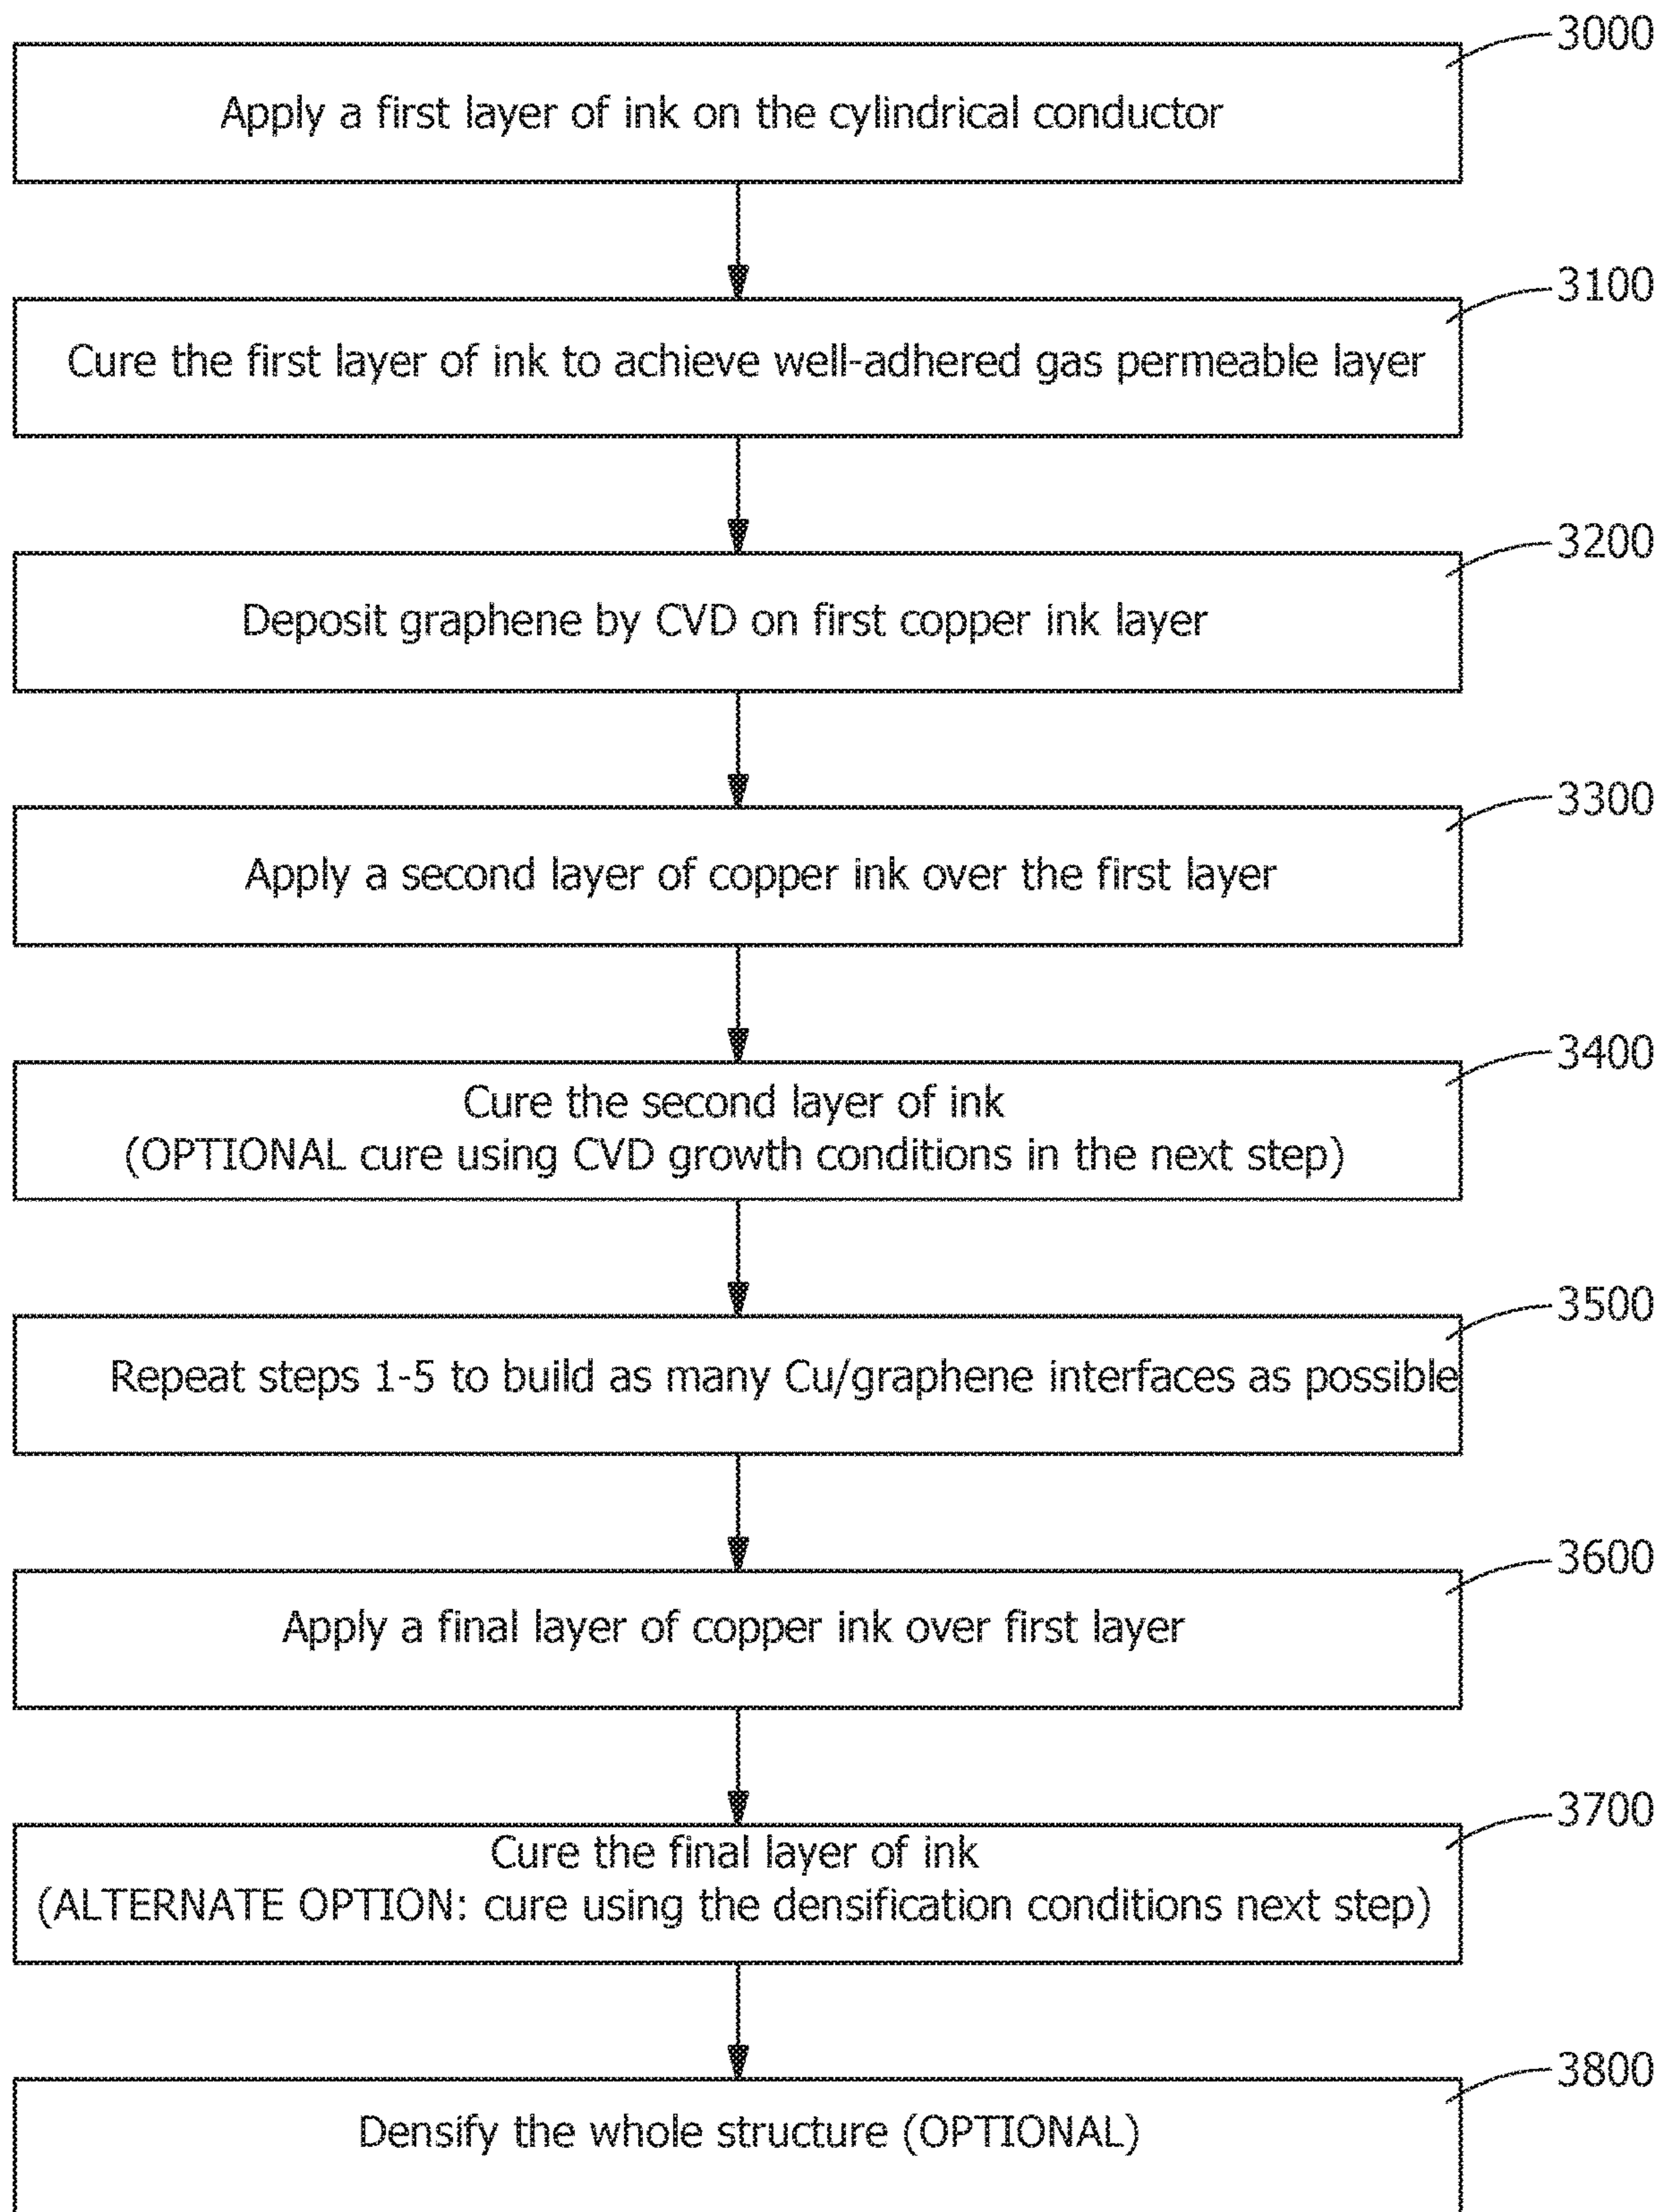 3000
Apply a first layer of ink on the cylindrical conductor
3100
Cure the first layer of ink to achieve well-adhered gas permeable layer
3200
Deposit graphene by CVD on first copper ink layer
3300
Apply a second layer of copper ink over the first layer
3400
Cure the second layer of ink
(OPTIONAL cure using CVD growth conditions in the next step)
3500
Repeat steps 1-5 to build as many Cu/graphene interfaces as possible
3600
Apply a final layer of copper ink over first layer
3700
Cure the final layer of ink
(ALTERNATE OPTION: cure using the densification conditions next step)
3800
Densify the whole structure (OPTIONAL)